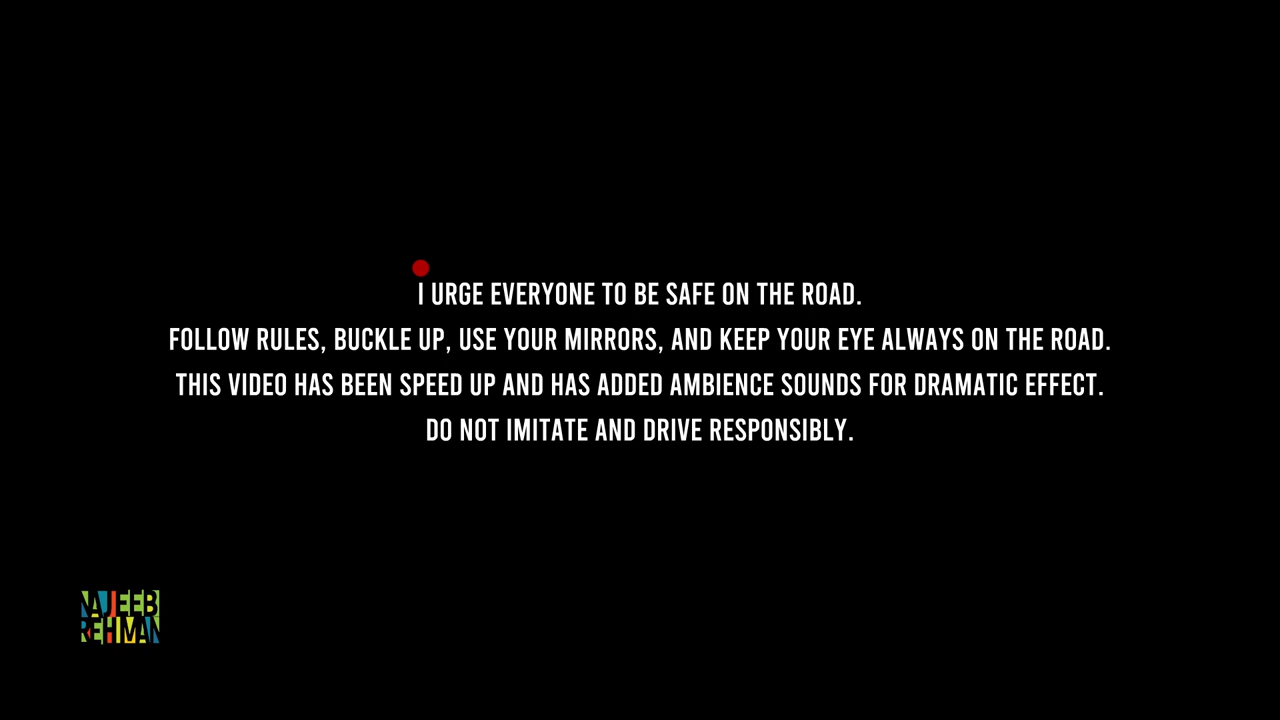 I URGE EVERYONE TO BE SAFE ON THE ROAD.
FOLLOW RULES, BUCKLE UP, USE YOUR MIRRORS, AND KEEP YOUR EYE ALWAYS ON THE ROAD.
THIS VIDEO HAS BEEN SPEED UP AND HAS ADDED AMBIENCE SOUNDS FOR DRAMATIC EFFECT.
DO NOT IMITATE AND DRIVE RESPONSIBLY.
NAJEEB
REHMAN